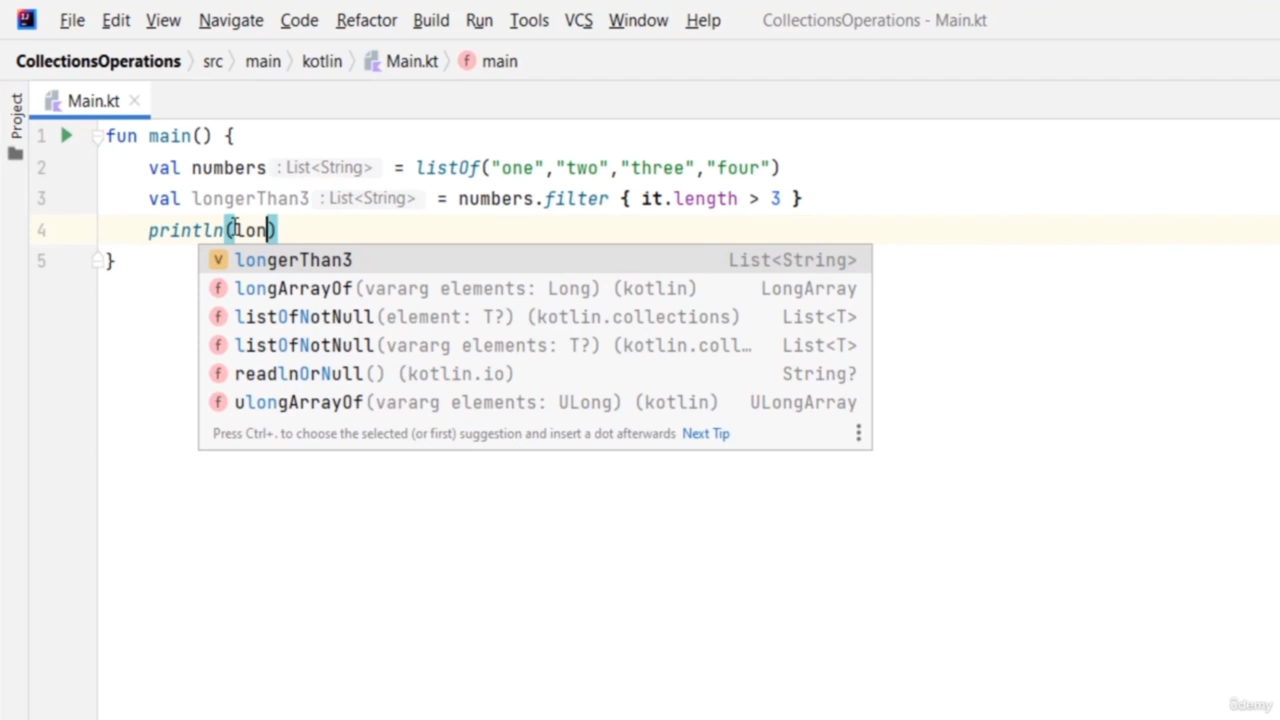 File Edit View Navigate Code Refactor Build Run Tools VCS Window Help CollectionsOperations - Main.kt
CollectionsOperations src main kotlin Main.kt main
Project
Main.kt
1 fun main() {
2 val numbers : List<String> = listOf("one","two","three","four")
3 val longerThan3 : List<String> = numbers.filter { it.length > 3 }
4 println(lon)
5 }
longerThan3 List<String>
longArrayOf(vararg elements: Long) (kotlin) LongArray
listOfNotNull(element: T?) (kotlin.collections) List<T>
listOfNotNull(vararg elements: T?) (kotlin.coll… List<T>
readlnOrNull() (kotlin.io) String?
ulongArrayOf(vararg elements: ULong) (kotlin) ULongArray
Press Ctrl+. to choose the selected (or first) suggestion and insert a dot afterwards Next Tip
ûdemy